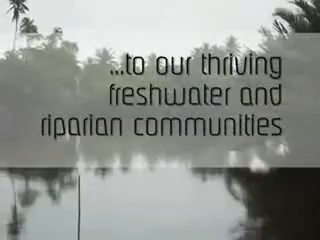 ...to our thriving
freshwater and
riparian communities